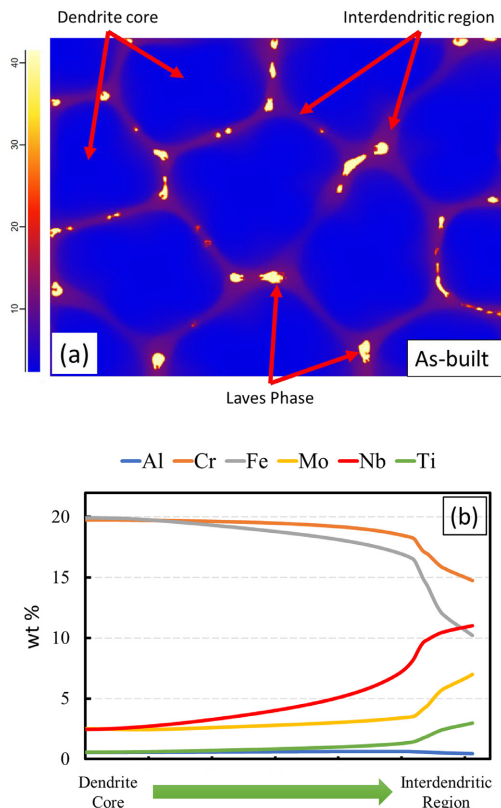 Dendrite core
Interdendritic region
40
30
20
10
(a)
As-built
Laves Phase
Al Cr Fe Mo Nb Ti
(b)
20
15
10
5
0
wt %
Dendrite
Core
Interdendritic
Region